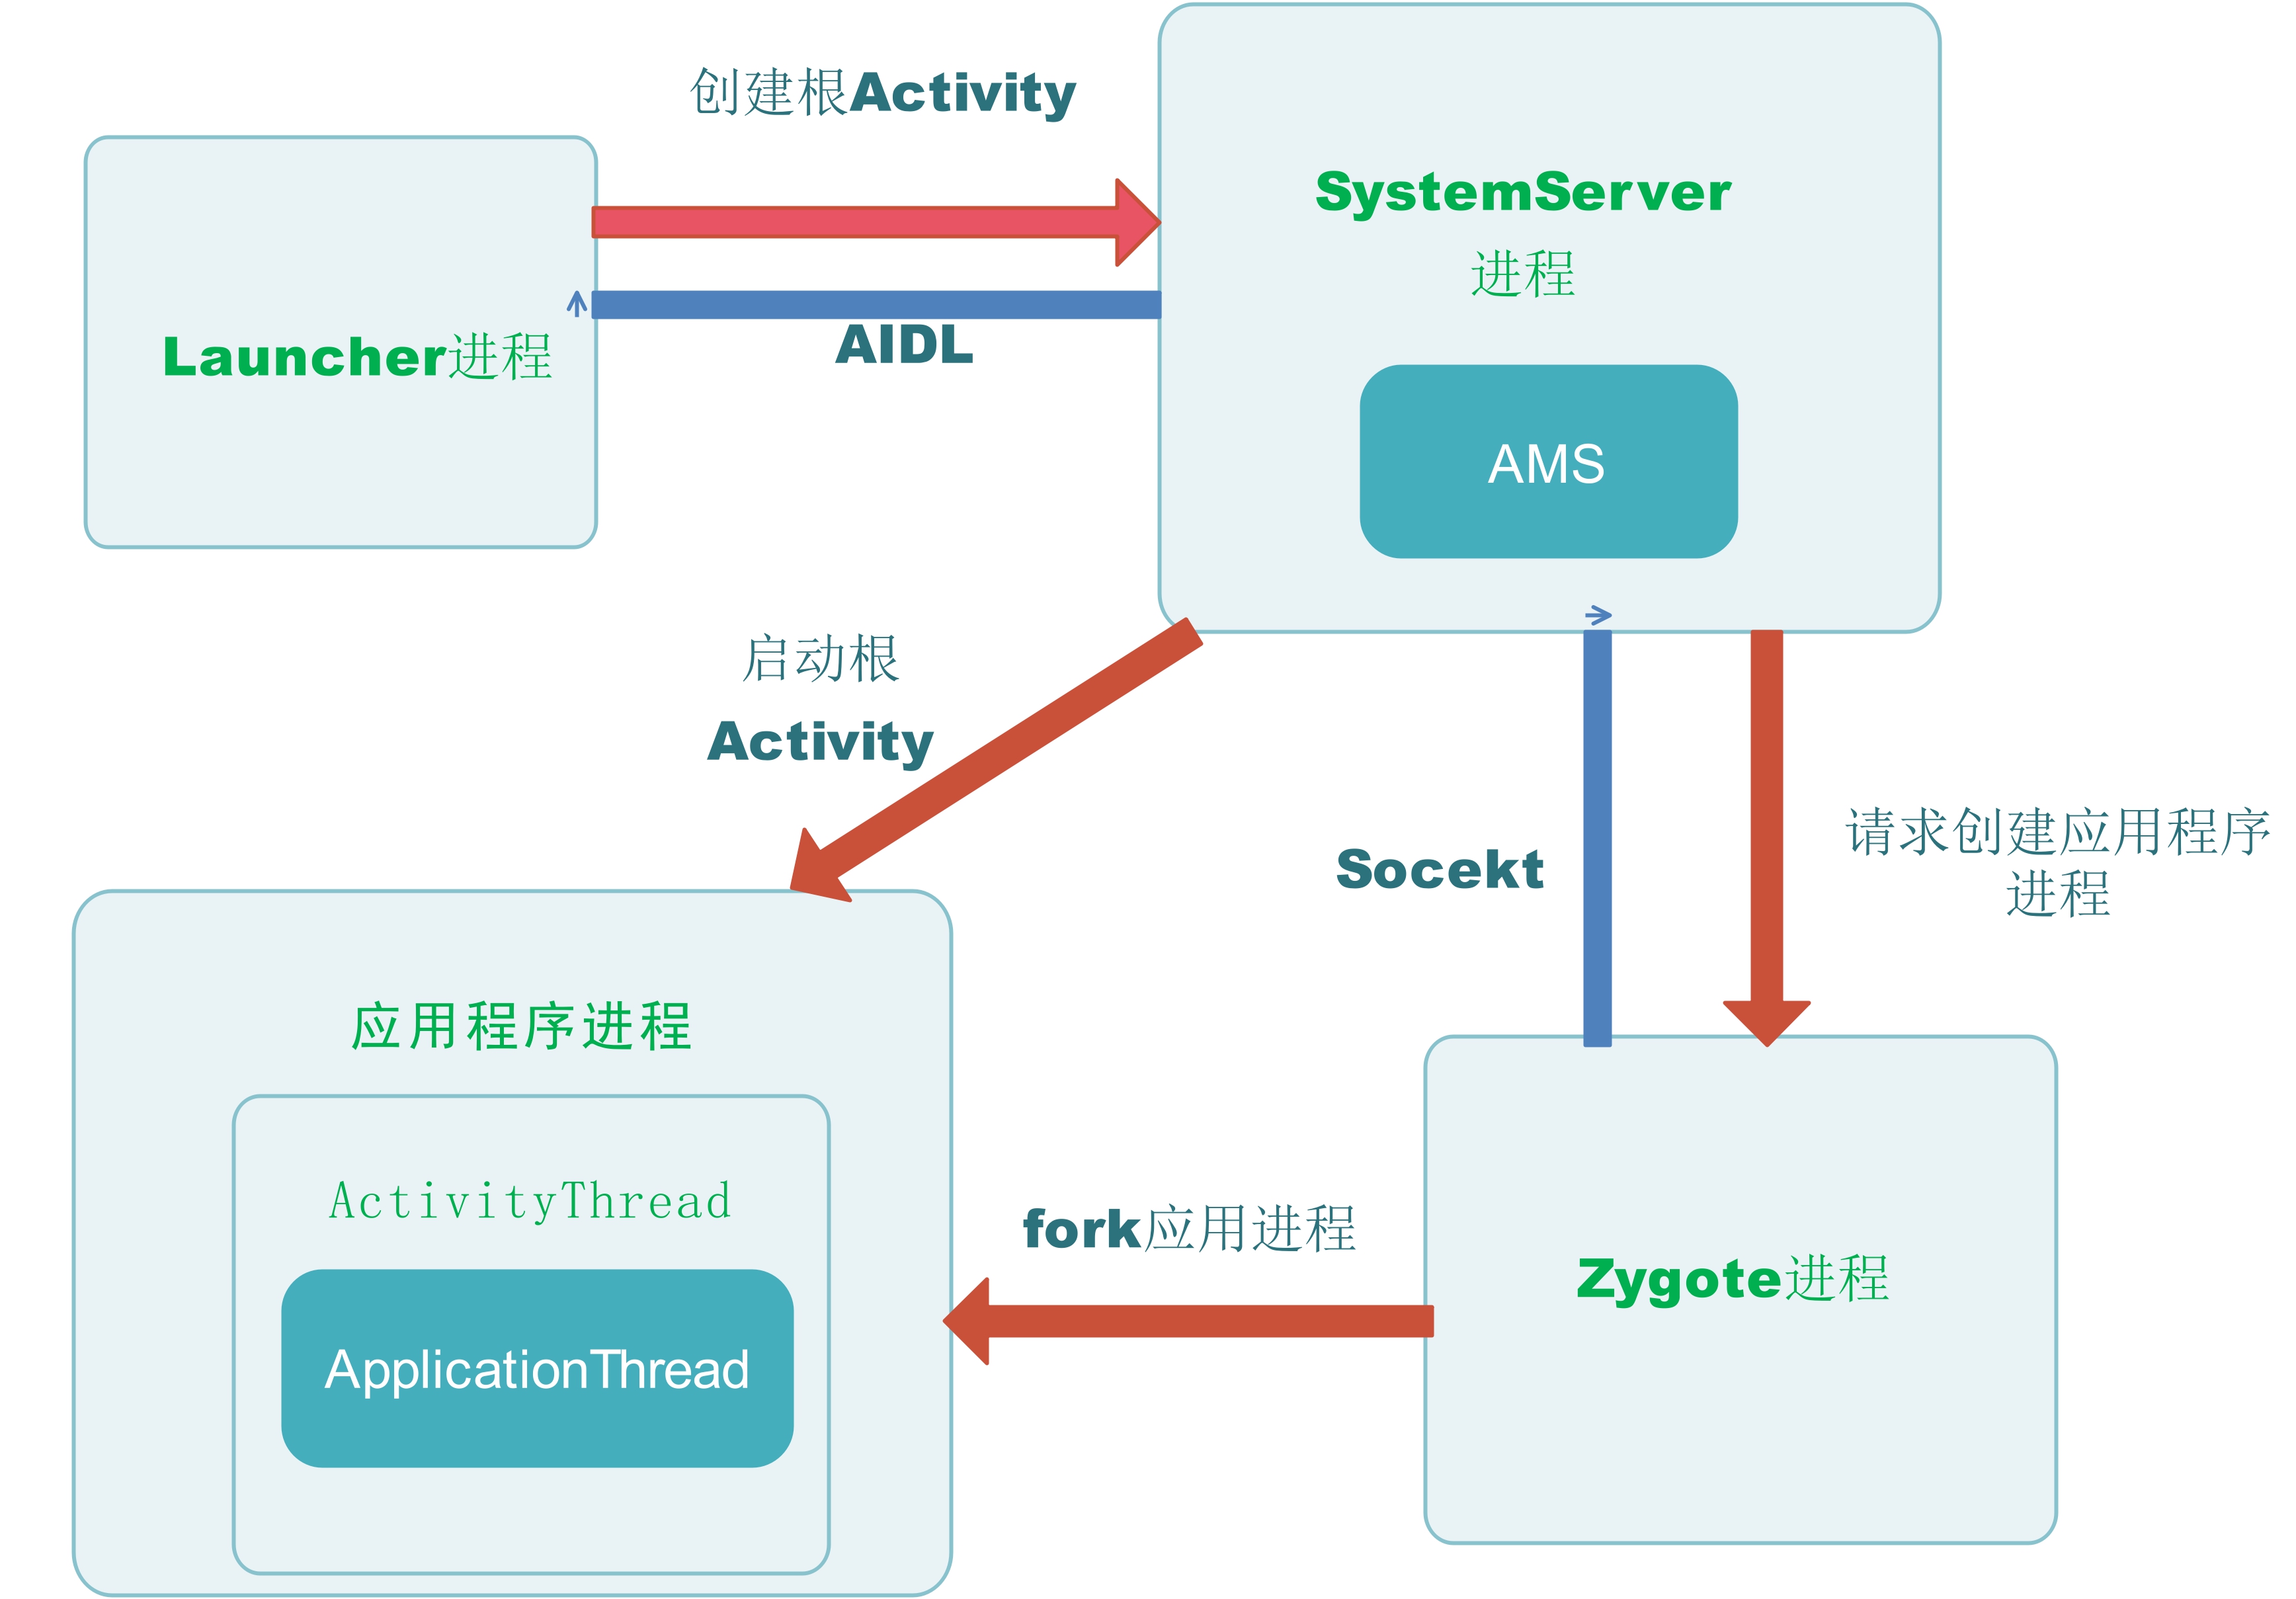 创建根Activity
SystemServer
进程
Launcher进程
AIDL
AMS
启动根
Activity
Socekt
请求创建应用程序
进程
应用程序进程
ActivityThread
fork应用进程
Zygote进程
ApplicationThread